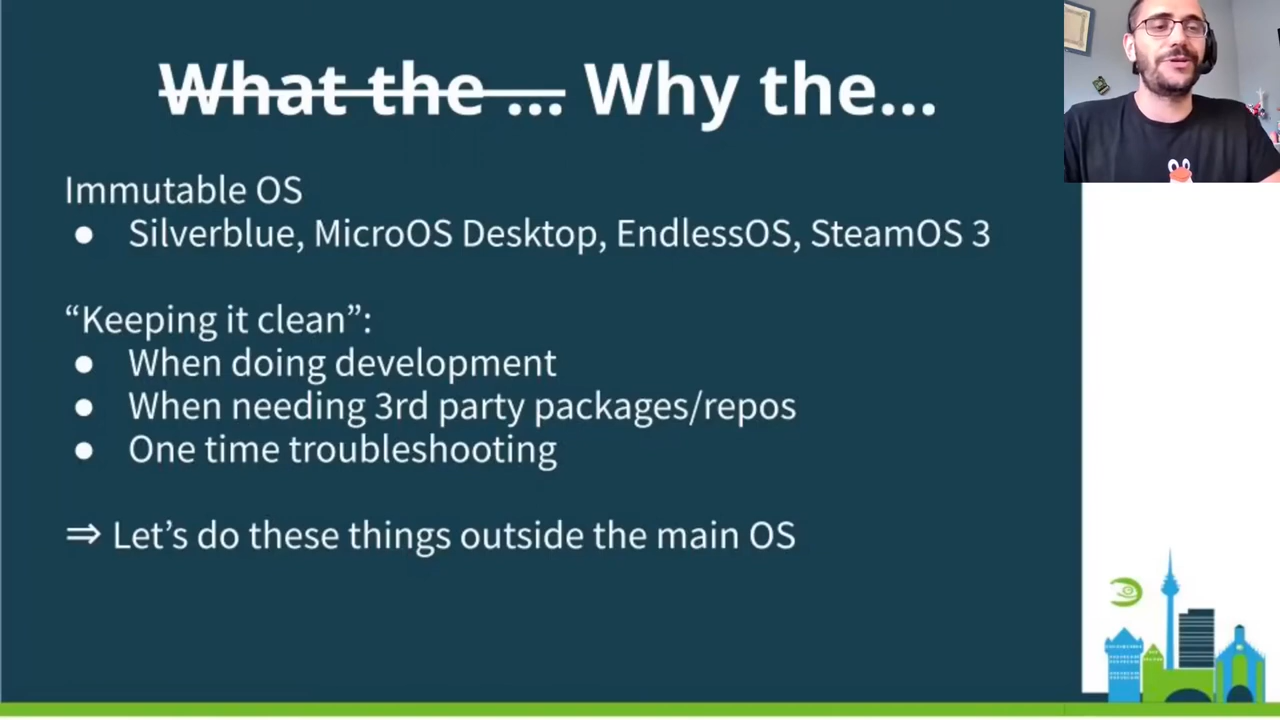 What the ... Why the...
Immutable OS
● Silverblue, MicroOS Desktop, EndlessOS, SteamOS 3
“Keeping it clean”:
● When doing development
● When needing 3rd party packages/repos
● One time troubleshooting
⇒ Let’s do these things outside the main OS